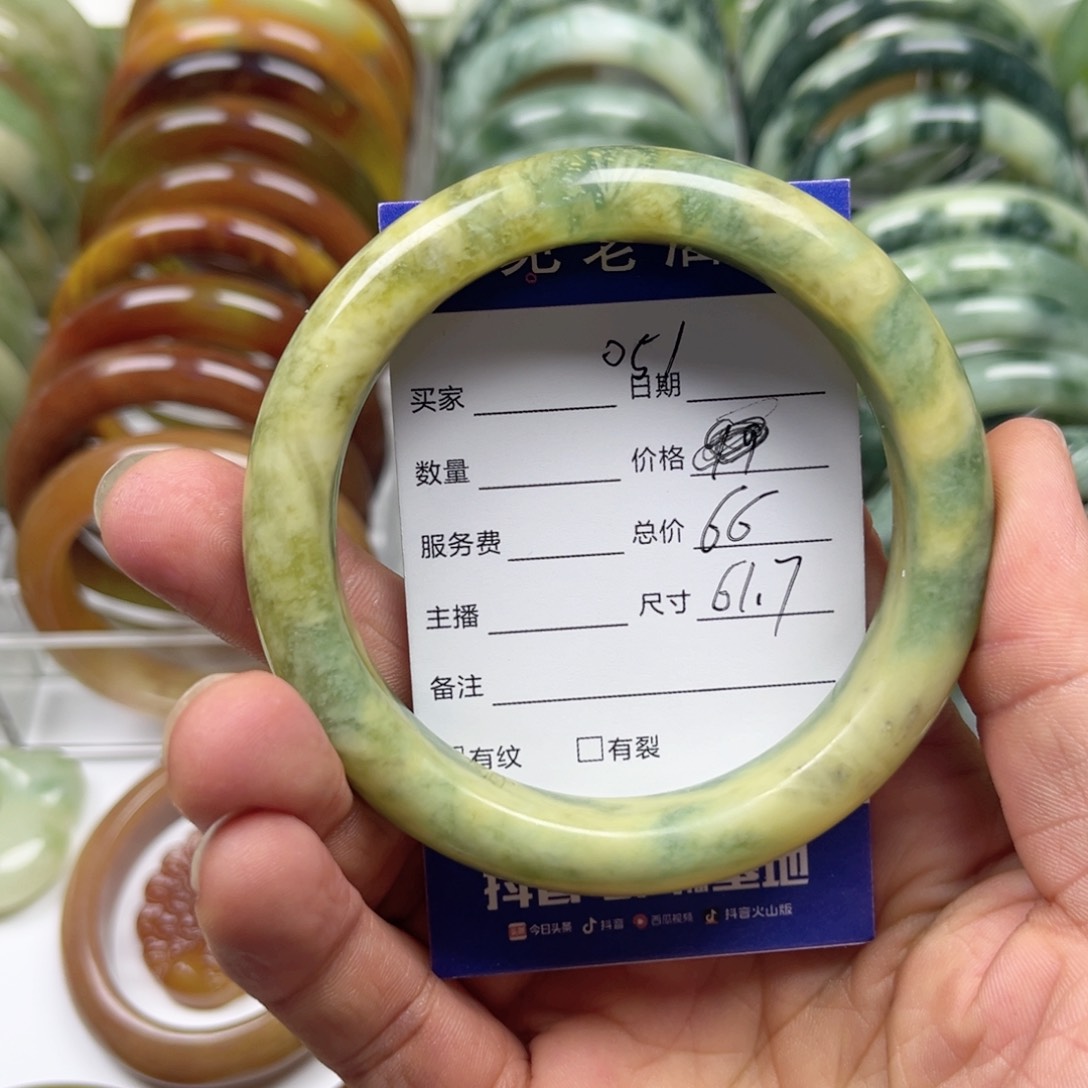 051
买家 日期
数量 价格
服务费 总价 66
主播 尺寸 61.7
备注
有纹 □有裂
今日头条 抖音 西瓜视频 抖音火山版